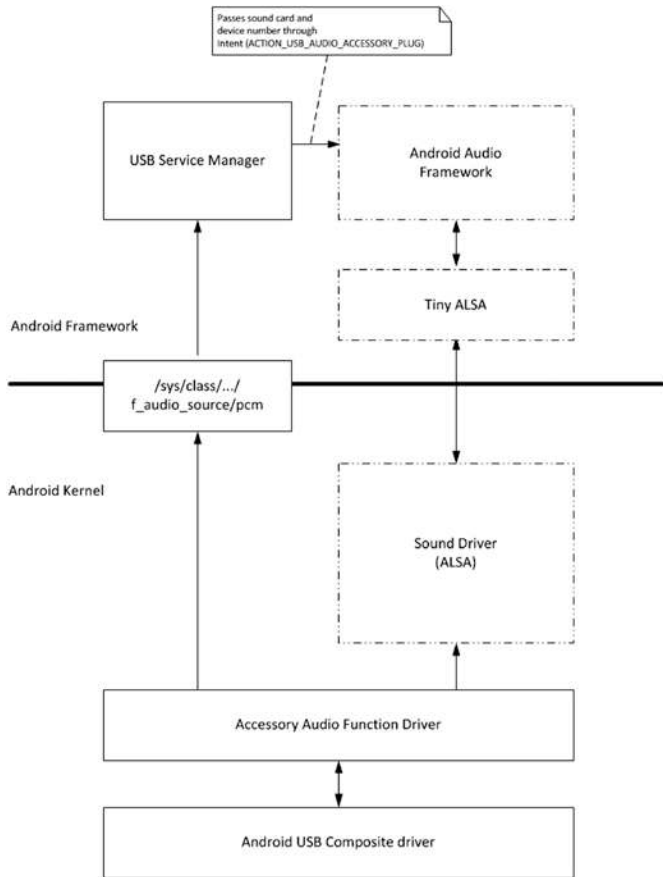 Passes sound card and
device number through
Intent (ACTION_USB_AUDIO_ACCESSORY_PLUG)
USB Service Manager
Android Audio
Framework
Tiny ALSA
Android Framework
/sys/class/.../
f_audio_source/pcm
Android Kernel
Sound Driver
(ALSA)
Accessory Audio Function Driver
Android USB Composite driver